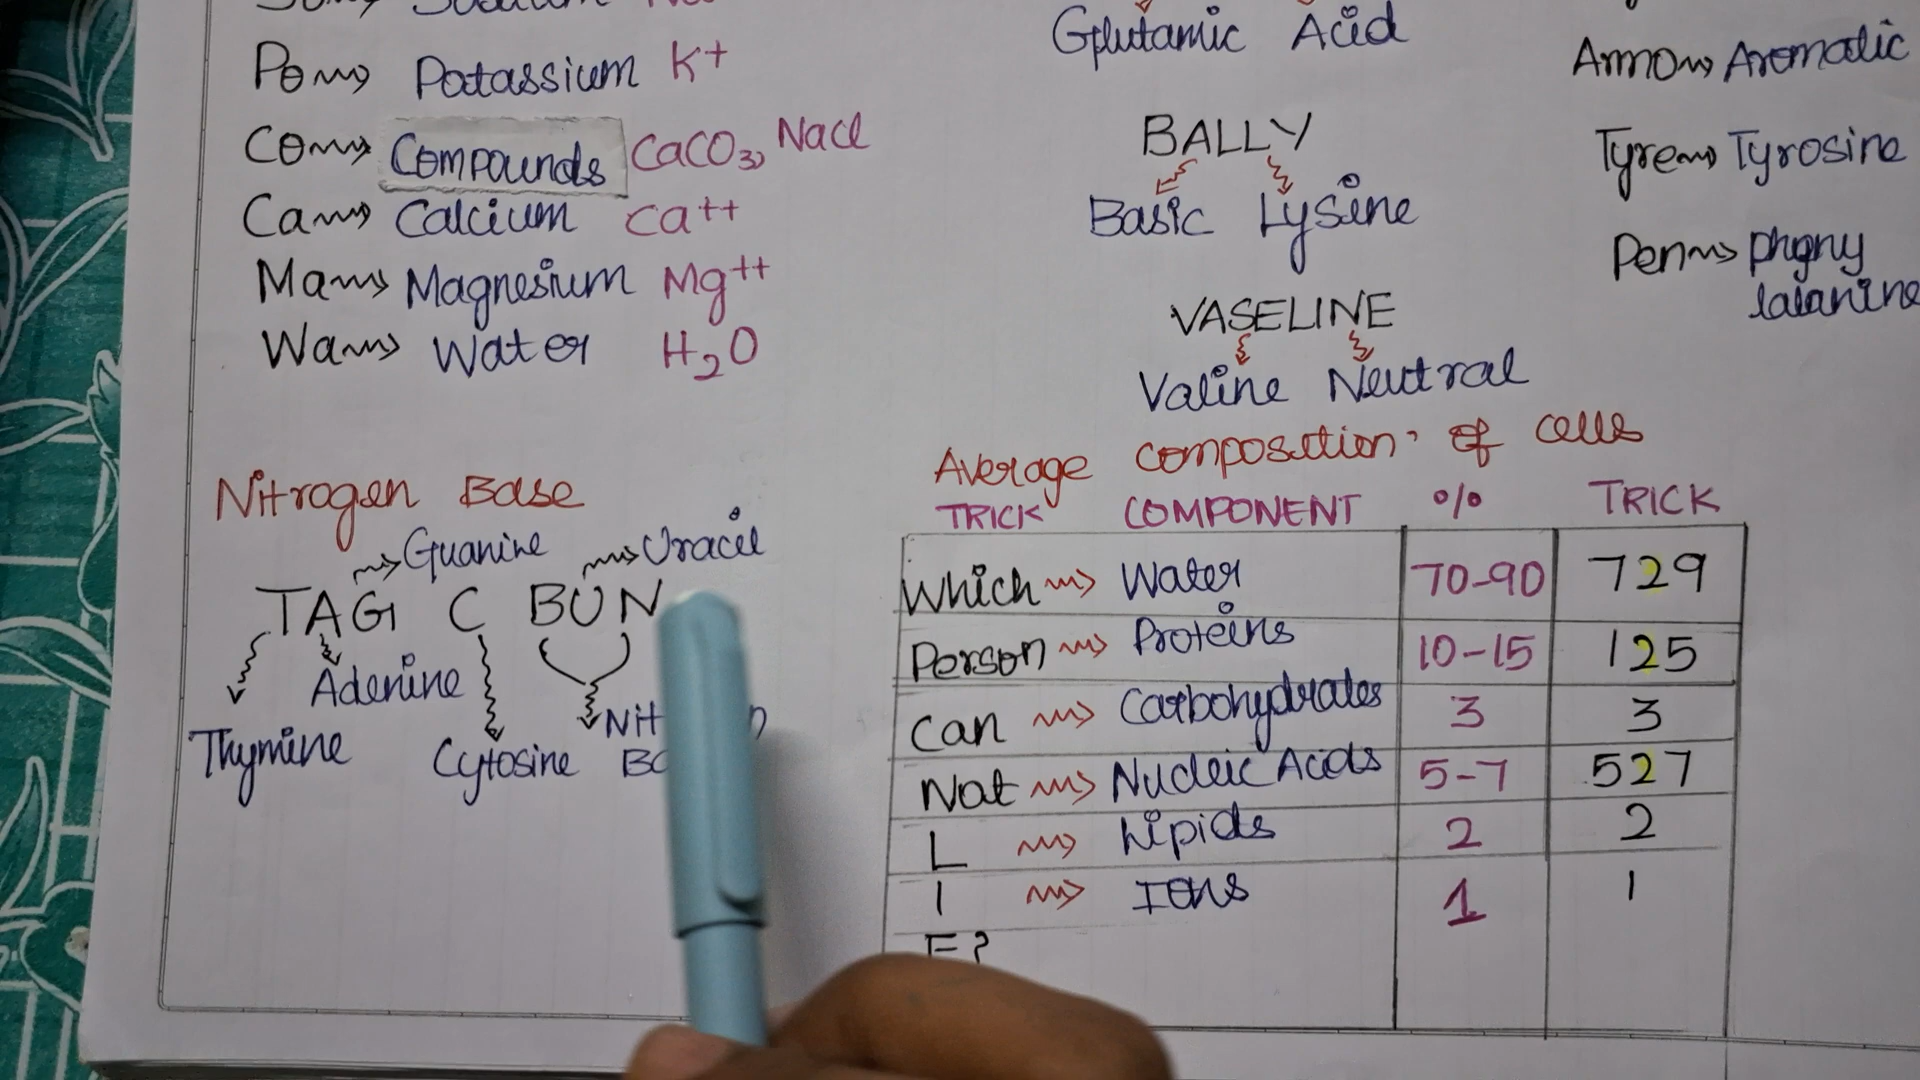 Po Potassium K+
CO Compounds CaCO3, Nacl
Ca Calcium Ca++
Ma Magnesium Mg++
Wa Water H2O
Nitrogen Base
Guanine Uracil
TAG C BUN
Adenine
Thymine Cytosine
Glutamic Acid
BALLY
Basic Lysine
VASELINE
Valine Neutral
Aromatic
Tyre Tyrosine
Pen
Average composition of cells
TRICK COMPONENT % TRICK
Which Water 70-90 729
Person Proteins 10-15 125
Can Carbohydrates 3 3
Not Nucleic Acids 5-7 527
L Lipids 2 2
I Ions 1 1